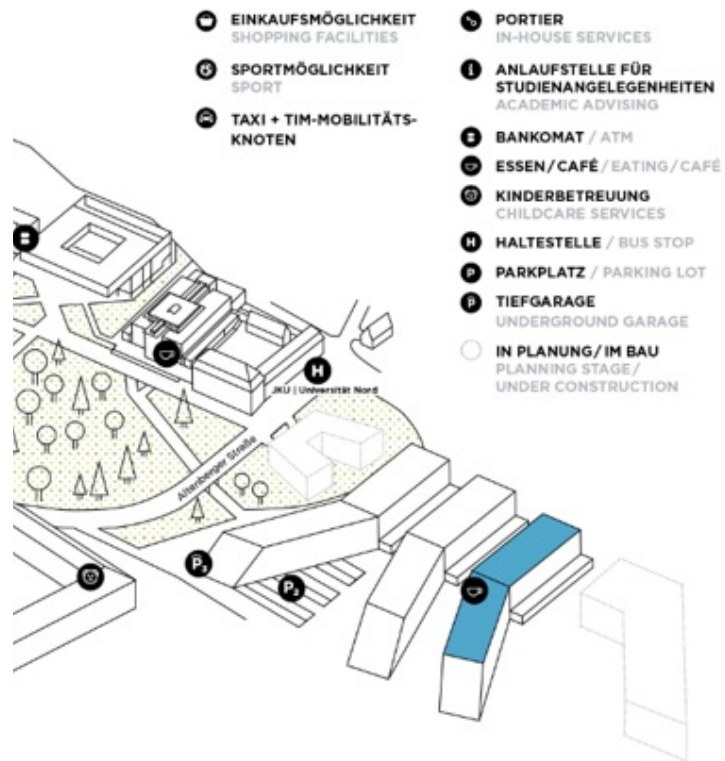 EINKAUFSMÖGLICHKEIT
SHOPPING FACILITIES
SPORTMÖGLICHKEIT
SPORT
TAXI + TIM-MOBILITÄTS-
KNOTEN
PORTIER
IN-HOUSE SERVICES
i
ANLAUFSTELLE FÜR
STUDIENANGELEGENHEITEN
ACADEMIC ADVISING
BANKOMAT / ATM
ESSEN/CAFÉ/EATING/CAFÉ
KINDERBETREUUNG
CHILDCARE SERVICES
H HALTESTELLE / BUS STOP
P PARKPLATZ / PARKING LOT
P TIEFGARAGE
UNDERGROUND GARAGE
IN PLANUNG/IM BAU
PLANNING STAGE/
UNDER CONSTRUCTION
H
JKU | Universität Nord
Altenberger Straße
P3
P2